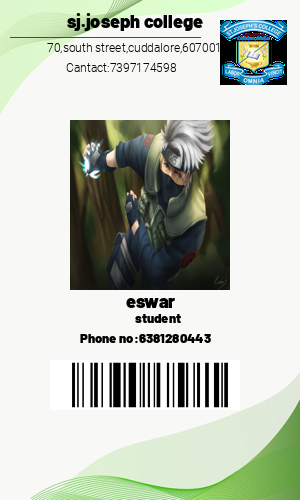 sj.joseph college
70,south street,cuddalore,607001
Cantact:7397174598
ST.JOSEPH'S COLLEGE
LABOR VINCIT
OMNIA
eswar
student
Phone no:6381280443